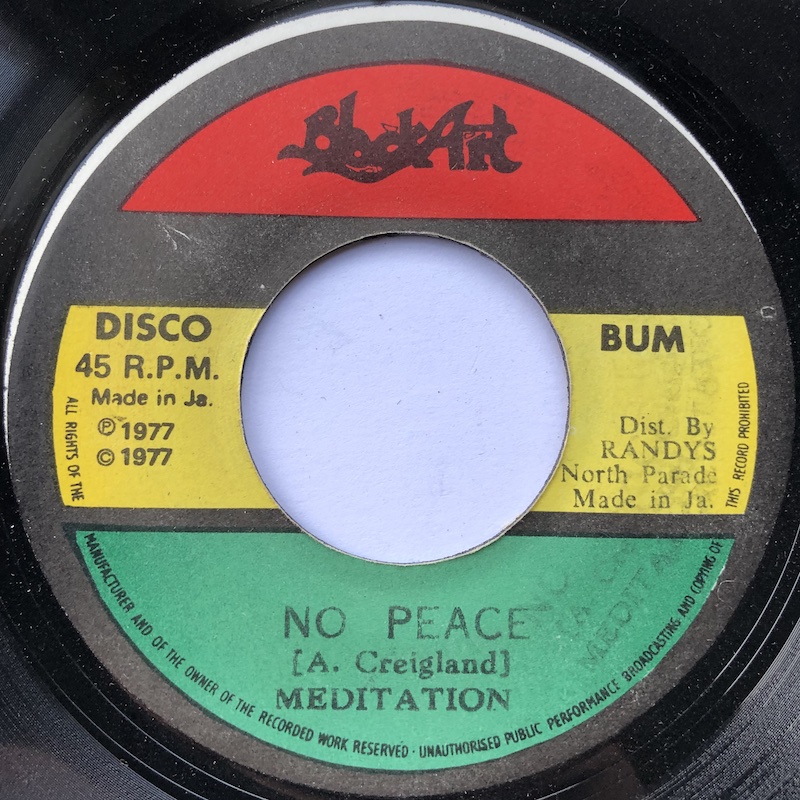 Black Art
DISCO
45 R.P.M.
Made in Ja.
Ⓟ 1977
© 1977
BUM
Dist. By
RANDYS
North Parade
Made in Ja.
NO PEACE
[A. Creigland]
MEDITATION
ALL RIGHTS OF THE MANUFACTURER AND OF THE OWNER OF THE RECORDED WORK RESERVED · UNAUTHORISED PUBLIC PERFORMANCE BROADCASTING AND COPYING OF THIS RECORD PROHIBITED